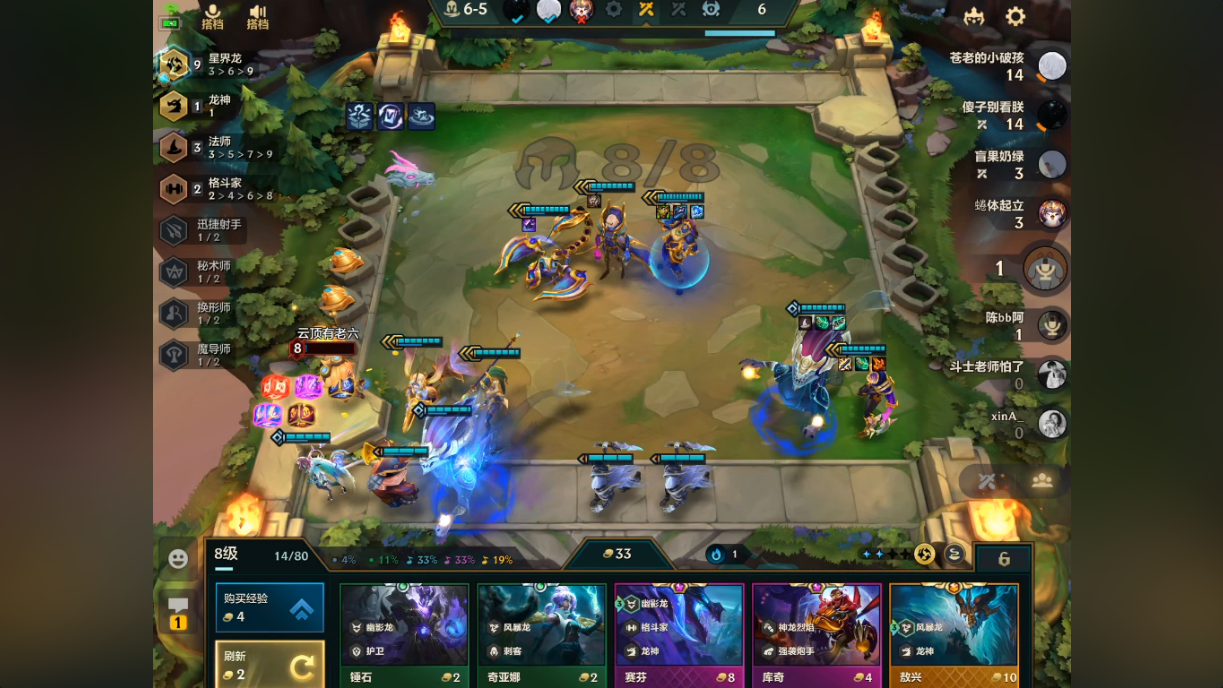 搭档
搭档
6-5
6
9
星界龙
3 > 6 > 9
1
龙神
1
3
法师
3 > 5 > 7 > 9
2
格斗家
2 > 4 > 6 > 8
迅捷射手
1 / 2
秘术师
1 / 2
换形师
1 / 2
魔导师
1 / 2
8/8
云顶有老六
8
苍老的小破孩
14
傻子别看朕
14
盲果奶绿
3
蜷体起立
3
1
陈bb阿
1
斗士老师怕了
0
xinA_
0
8级
14/80
4%
11%
33%
33%
19%
33
1
购买经验
4
刷新
2
1
幽影龙
护卫
锤石
2
风暴龙
刺客
奇亚娜
2
3
幽影龙
格斗家
龙神
赛芬
8
神龙烈焰
强袭炮手
库奇
4
3
风暴龙
龙神
敖兴
10